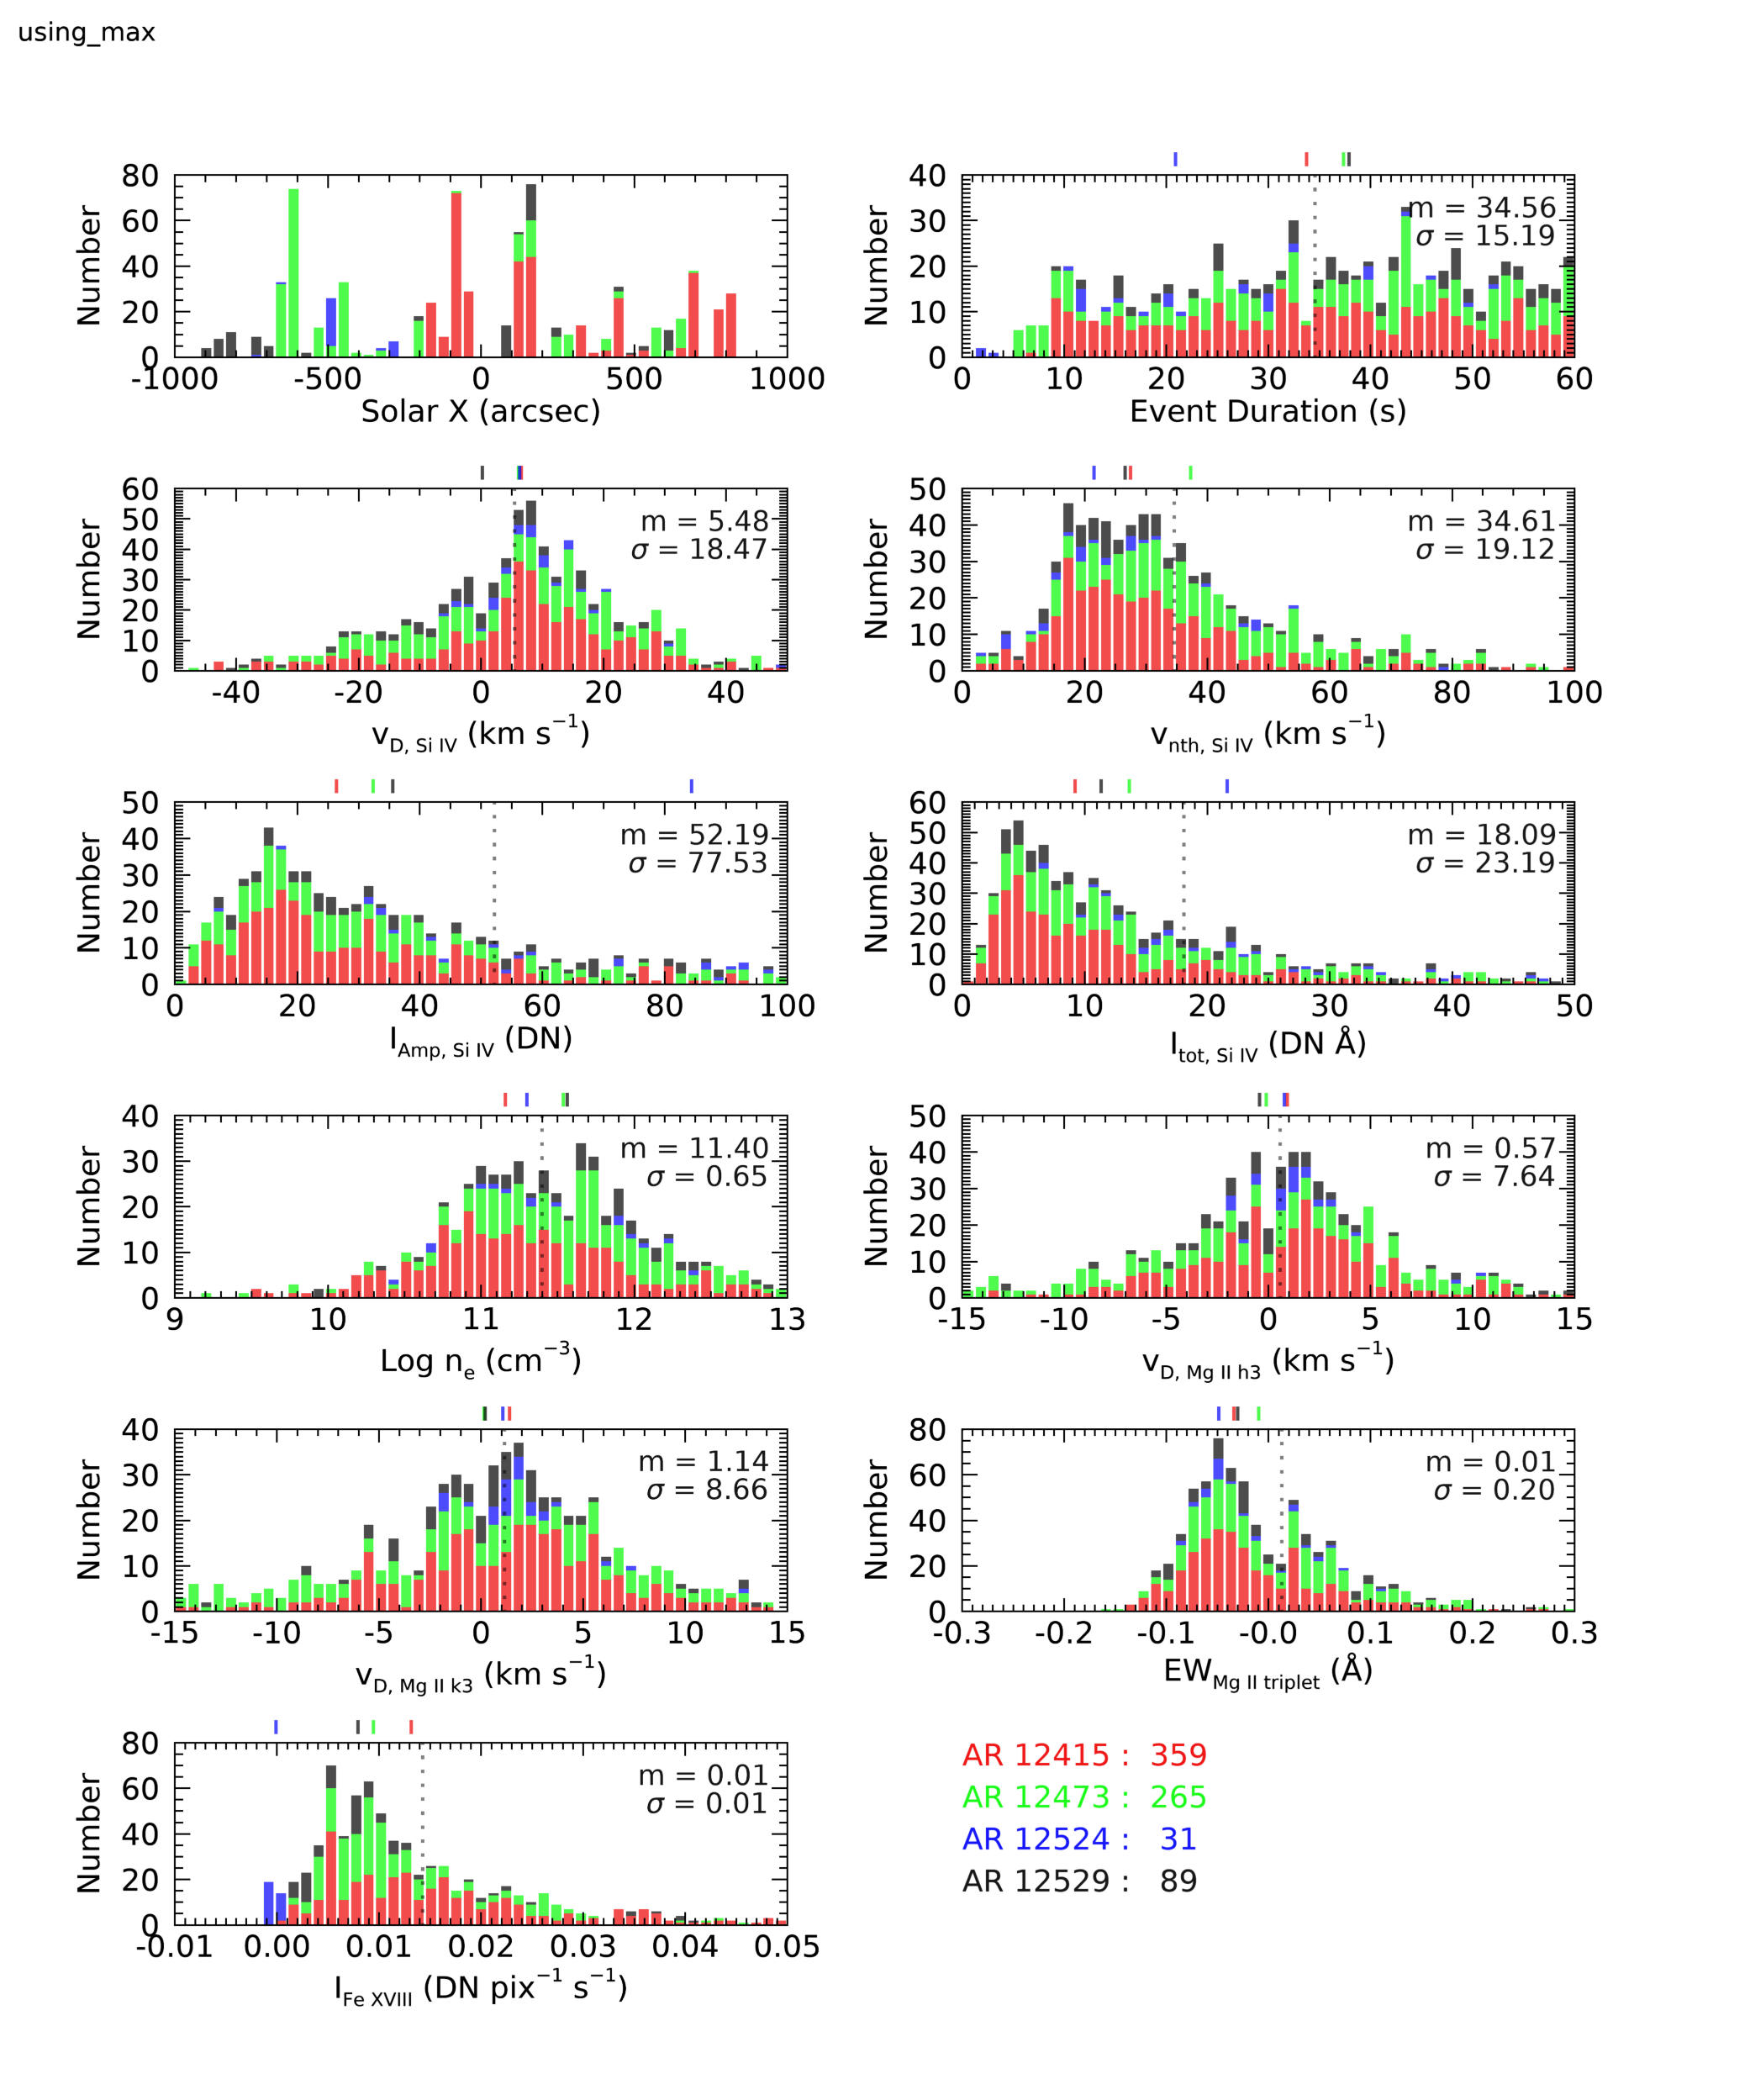 using_max
80
60
40
20
0
Number
-1000 -500 0 500 1000
Solar X (arcsec)
40
30
20
10
0
Number
m = 34.56
σ = 15.19
0 10 20 30 40 50 60
Event Duration (s)
60
50
40
30
20
10
0
Number
m = 5.48
σ = 18.47
-40 -20 0 20 40
v_D, Si IV (km s⁻¹)
50
40
30
20
10
0
Number
m = 34.61
σ = 19.12
0 20 40 60 80 100
v_nth, Si IV (km s⁻¹)
50
40
30
20
10
0
Number
m = 52.19
σ = 77.53
0 20 40 60 80 100
I_Amp, Si IV (DN)
60
50
40
30
20
10
0
Number
m = 18.09
σ = 23.19
0 10 20 30 40 50
I_tot, Si IV (DN Å)
40
30
20
10
0
Number
m = 11.40
σ = 0.65
9 10 11 12 13
Log n_e (cm⁻³)
50
40
30
20
10
0
Number
m = 0.57
σ = 7.64
-15 -10 -5 0 5 10 15
v_D, Mg II h3 (km s⁻¹)
40
30
20
10
0
Number
m = 1.14
σ = 8.66
-15 -10 -5 0 5 10 15
v_D, Mg II k3 (km s⁻¹)
80
60
40
20
0
Number
m = 0.01
σ = 0.20
-0.3 -0.2 -0.1 -0.0 0.1 0.2 0.3
EW_Mg II triplet (Å)
80
60
40
20
0
Number
m = 0.01
σ = 0.01
-0.01 0.00 0.01 0.02 0.03 0.04 0.05
I_Fe XVIII (DN pix⁻¹ s⁻¹)
AR 12415 : 359
AR 12473 : 265
AR 12524 : 31
AR 12529 : 89